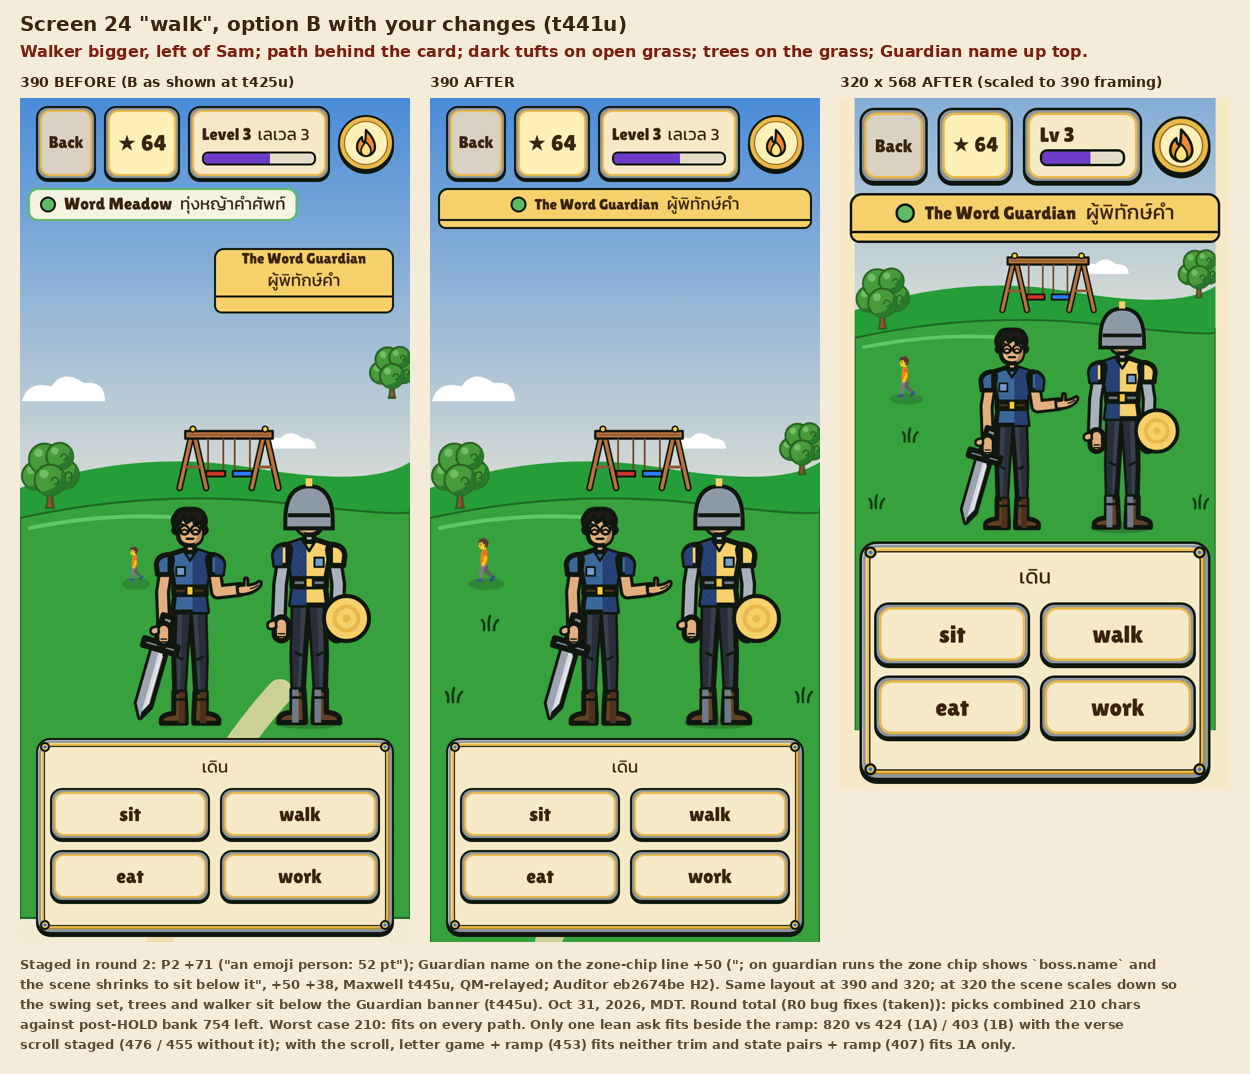 Screen 24 "walk", option B with your changes (t441u)
Walker bigger, left of Sam; path behind the card; dark tufts on open grass; trees on the grass; Guardian name up top.
390 BEFORE (B as shown at t425u)
Back
★ 64
Level 3 เลเวล 3
Word Meadow ทุ่งหญ้าคำศัพท์
The Word Guardian
ผู้พิทักษ์คำ
เดิน
sit walk
eat work
390 AFTER
Back
★ 64
Level 3 เลเวล 3
The Word Guardian ผู้พิทักษ์คำ
เดิน
sit walk
eat work
320 x 568 AFTER (scaled to 390 framing)
Back
★ 64
Lv 3
The Word Guardian ผู้พิทักษ์คำ
เดิน
sit walk
eat work
Staged in round 2: P2 +71 ("an emoji person: 52 pt"); Guardian name on the zone-chip line +50 ("; on guardian runs the zone chip shows `boss.name` and
the scene shrinks to sit below it", +50 +38, Maxwell t445u, QM-relayed; Auditor eb2674be H2). Same layout at 390 and 320; at 320 the scene scales down so
the swing set, trees and walker sit below the Guardian banner (t445u). Oct 31, 2026, MDT. Round total (R0 bug fixes (taken)): picks combined 210 chars
against post-HOLD bank 754 left. Worst case 210: fits on every path. Only one lean ask fits beside the ramp: 820 vs 424 (1A) / 403 (1B) with the verse
scroll staged (476 / 455 without it); with the scroll, letter game + ramp (453) fits neither trim and state pairs + ramp (407) fits 1A only.